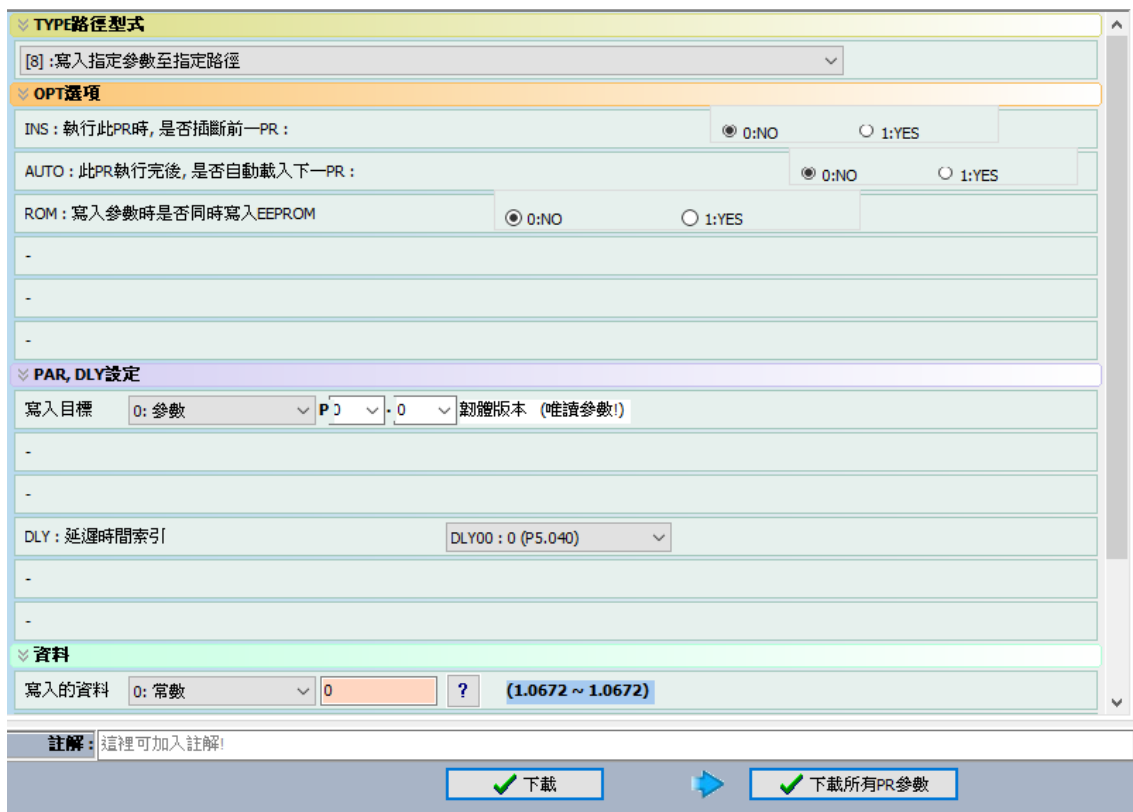 TYPE路徑型式
[8] :寫入指定參數至指定路徑
OPT選項
INS : 執行此PR時, 是否插斷前一PR : 0:NO 1:YES
AUTO : 此PR執行完後, 是否自動載入下一PR : 0:NO 1:YES
ROM : 寫入參數時是否同時寫入EEPROM 0:NO 1:YES
-
-
-
PAR, DLY設定
寫入目標 0: 參數 P 0 . 0 韌體版本 (唯讀參數!)
-
-
DLY : 延遲時間索引 DLY00 : 0 (P5.040)
-
-
資料
寫入的資料 0: 常數 0 ? (1.0672 ~ 1.0672)
註解 : 這裡可加入註解!
下載 下載所有PR參數